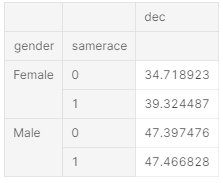 dec
gender samerace
Female 0 34.718923
1 39.324487
Male 0 47.397476
1 47.466828